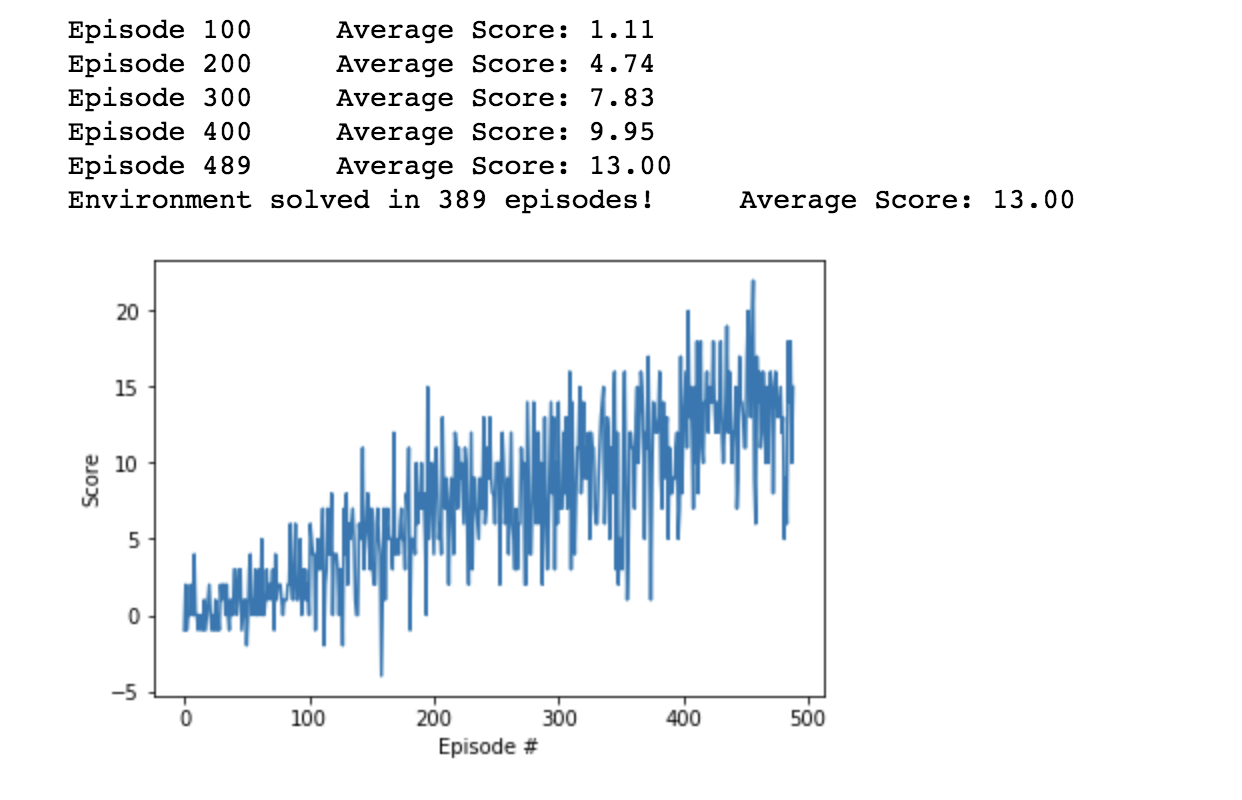 Episode 100 Average Score: 1.11
Episode 200 Average Score: 4.74
Episode 300 Average Score: 7.83
Episode 400 Average Score: 9.95
Episode 489 Average Score: 13.00
Environment solved in 389 episodes! Average Score: 13.00
20
15
10
5
0
−5
Score
0 100 200 300 400 500
Episode #